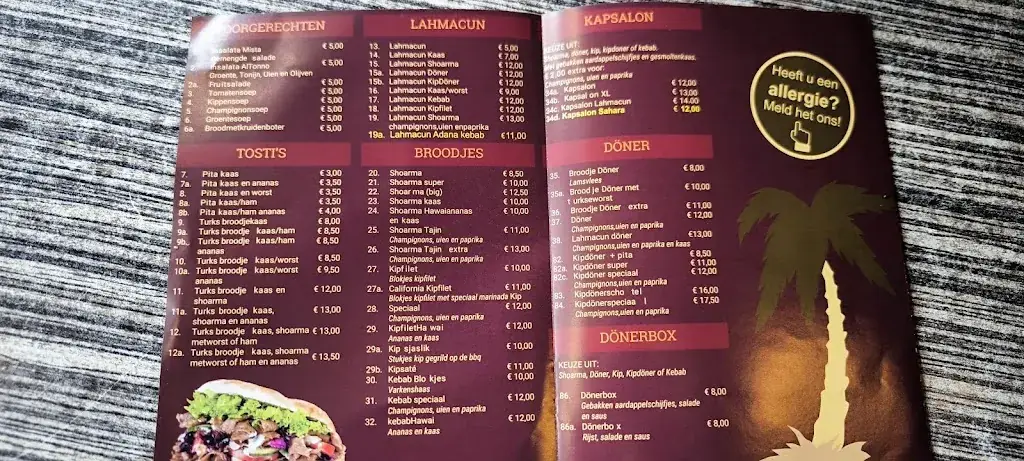 VOORGERECHTEN
Insalata Mista € 5,00
Gemengde salade
Insalata AlTonno € 5,00
Groente, Tonijn, Uien en Olijven
2a. Fruitsalade € 5,00
3 Tomatensoep € 5,00
4. Kippensoep € 5,00
5. Champignonsoep € 5,00
6. Groentesoep € 5,00
6a. Broodmetkruidenboter € 5,00
TOSTI'S
7. Pita kaas € 3,00
7a. Pita kaas en ananas € 3,50
8. Pita kaas en worst € 3,50
8a. Pita kaas/ham € 3,50
8b. Pita kaas/ham ananas € 4,00
9. Turks broodjekaas € 8,00
9a. Turks broodje kaas/ham € 8,50
9b. Turks broodje kaas/ham € 8,50
ananas
10. Turks broodje kaas/worst € 8,50
10a. Turks broodje kaas/worst € 9,50
ananas
11. Turks broodje kaas en € 12,00
shoarma
11a. Turks broodje kaas, € 13,00
shoarma en ananas
12. Turks broodje kaas, shoarma € 13,00
metworst of ham
12a. Turks broodje kaas, shoarma € 13,50
metworst of ham en ananas
LAHMACUN
13. Lahmacun € 5,00
14. Lahmacun Kaas € 7,00
15. Lahmacun Shoarma € 12,00
15a. Lahmacun Döner € 12,00
15b. Lahmacun KipDöner € 12,00
16. Lahmacun Kaas/worst € 9,00
17. Lahmacun Kebab € 12,00
18. Lahmacun Kipfilet € 12,00
19. Lahmacun Shoarma € 13,00
champignons,uien enpaprika
19a. Lahmacun Adana kebab € 11,00
BROODJES
20. Shoarma € 8,50
21. Shoarma super € 10,00
22. Shoar ma (big) € 12,50
23. Shoarma kaas € 10,00
24. Shoarma Hawaiananas € 10,00
en kaas
25. Shoarma Tajin € 11,00
Champignons, uien en paprika
26. Shoarma Tajin extra € 13,00
Champignons, uien en paprika
27. Kipf ilet € 10,00
Blokjes kipfilet
27a. California Kipfilet € 11,00
Blokjes kipfilet met speciaal marinada Kip
28. Speciaal € 12,00
Champignons, uien en paprika
29. KipfiletHa wai € 12,00
Ananas en kaas
29a. Kip sjaslik € 10,00
Stukjes kip gegrild op de bbq
29b. Kipsaté € 11,00
30. Kebab Blo kjes € 10,00
Varkenshaas
31. Kebab speciaal € 12,00
Champignons, uien en paprika
32. kebabHawai € 12,00
Ananas en kaas
KAPSALON
KEUZE UIT:
Shoarma, döner, kip, kipdoner of kebab.
Met gebakken aardappelschijfjes en gesmoltenkaas.
€ 2,00 extra voor:
Champignons, uien en paprika
34a. Kapsalon € 12,00
34b. Kapsal on XL € 13,00
34c. Kapsalon Lahmacun € 14,00
34d. Kapsalon Sahara € 12,00
DÖNER
35. Broodje Döner € 8,00
Lamsvlees
35a. Brood je Döner met € 10,00
t urkseworst
36. Broodje Döner extra € 11,00
37. Döner € 12,00
Champignons,uien en paprika
38. Lahmacun döner €13,00
Champignons,uien en paprika en kaas
82. Kipdöner + pita € 8,50
82a. Kipdöner super € 11,00
82c. Kipdöner speciaal € 12,00
Champignons,uien en paprika
83. Kipdönerscho tel € 16,00
84. Kipdönerspeciaa l € 17,50
Champignons,uien en paprika
DÖNERBOX
KEUZE UIT:
Shoarma, Döner, Kip, Kipdöner of Kebab
86. Dönerbox € 8,00
Gebakken aardappelschijfjes, salade
en saus
86a. Dönerbo x € 8,00
Rijst, salade en saus
Heeft u een
allergie?
Meld het ons!